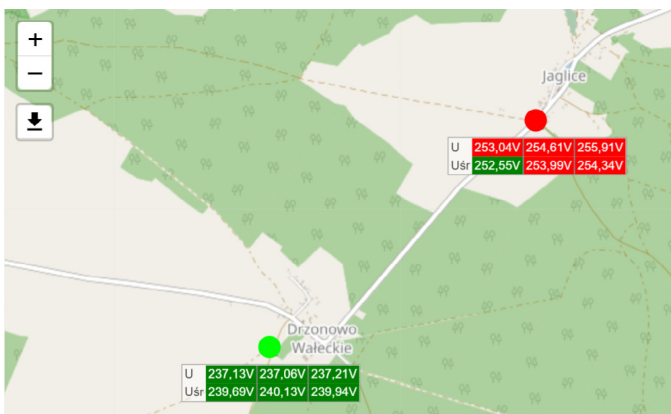 +
−
Jaglice
U 253,04V 254,61V 255,91V
Uśr 252,55V 253,99V 254,34V
Drzonowo
Wałeckie
U 237,13V 237,06V 237,21V
Uśr 239,69V 240,13V 239,94V